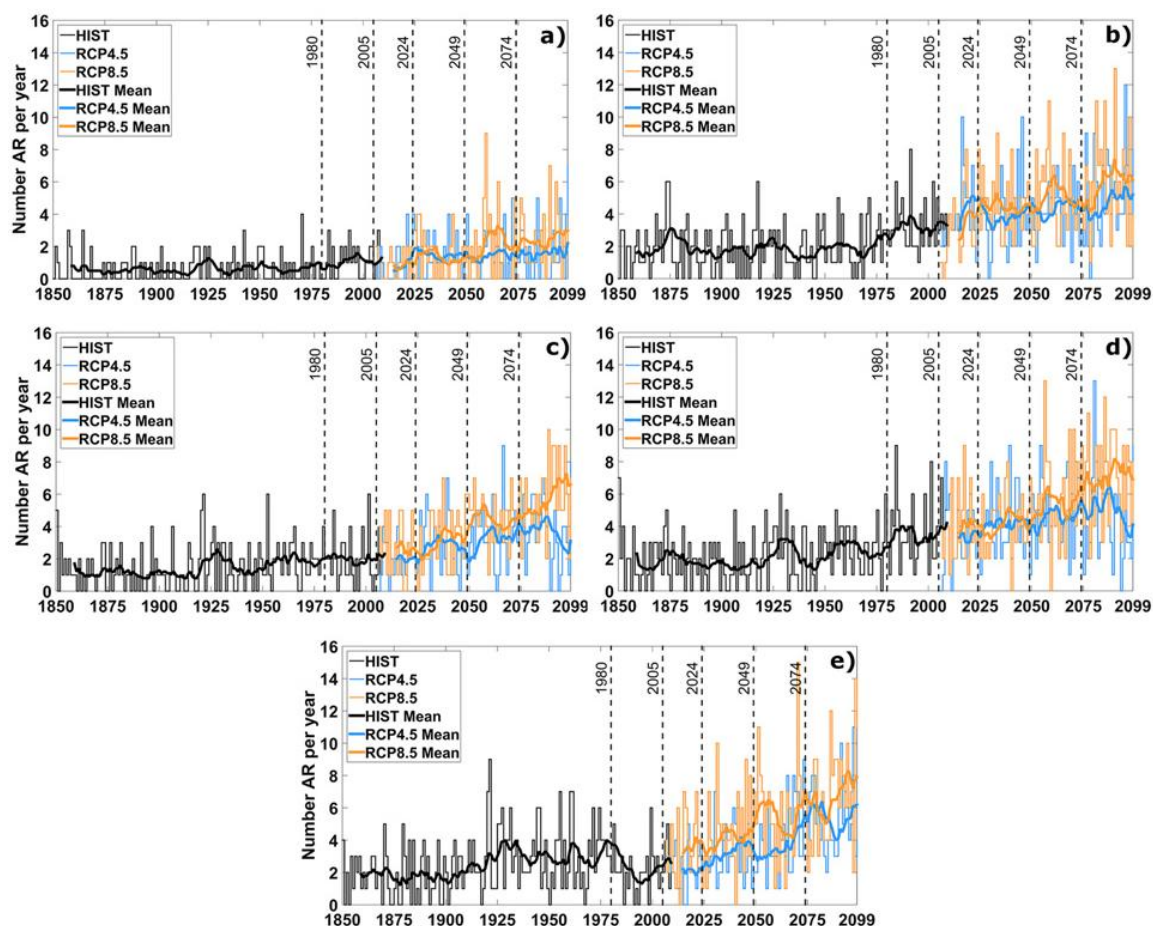 Number AR per year
16
14
12
10
8
6
4
2
0
HIST
RCP4.5
RCP8.5
HIST Mean
RCP4.5 Mean
RCP8.5 Mean
1980
2005
2024
2049
2074
a)
1850 1875 1900 1925 1950 1975 2000 2025 2050 2075 2099
16
14
12
10
8
6
4
2
0
HIST
RCP4.5
RCP8.5
HIST Mean
RCP4.5 Mean
RCP8.5 Mean
1980
2005
2024
2049
2074
b)
1850 1875 1900 1925 1950 1975 2000 2025 2050 2075 2099
Number AR per year
16
14
12
10
8
6
4
2
0
HIST
RCP4.5
RCP8.5
HIST Mean
RCP4.5 Mean
RCP8.5 Mean
1980
2005
2024
2049
2074
c)
1850 1875 1900 1925 1950 1975 2000 2025 2050 2075 2099
16
14
12
10
8
6
4
2
0
HIST
RCP4.5
RCP8.5
HIST Mean
RCP4.5 Mean
RCP8.5 Mean
1980
2005
2024
2049
2074
d)
1850 1875 1900 1925 1950 1975 2000 2025 2050 2075 2099
Number AR per year
16
14
12
10
8
6
4
2
0
HIST
RCP4.5
RCP8.5
HIST Mean
RCP4.5 Mean
RCP8.5 Mean
1980
2005
2024
2049
2074
e)
1850 1875 1900 1925 1950 1975 2000 2025 2050 2075 2099